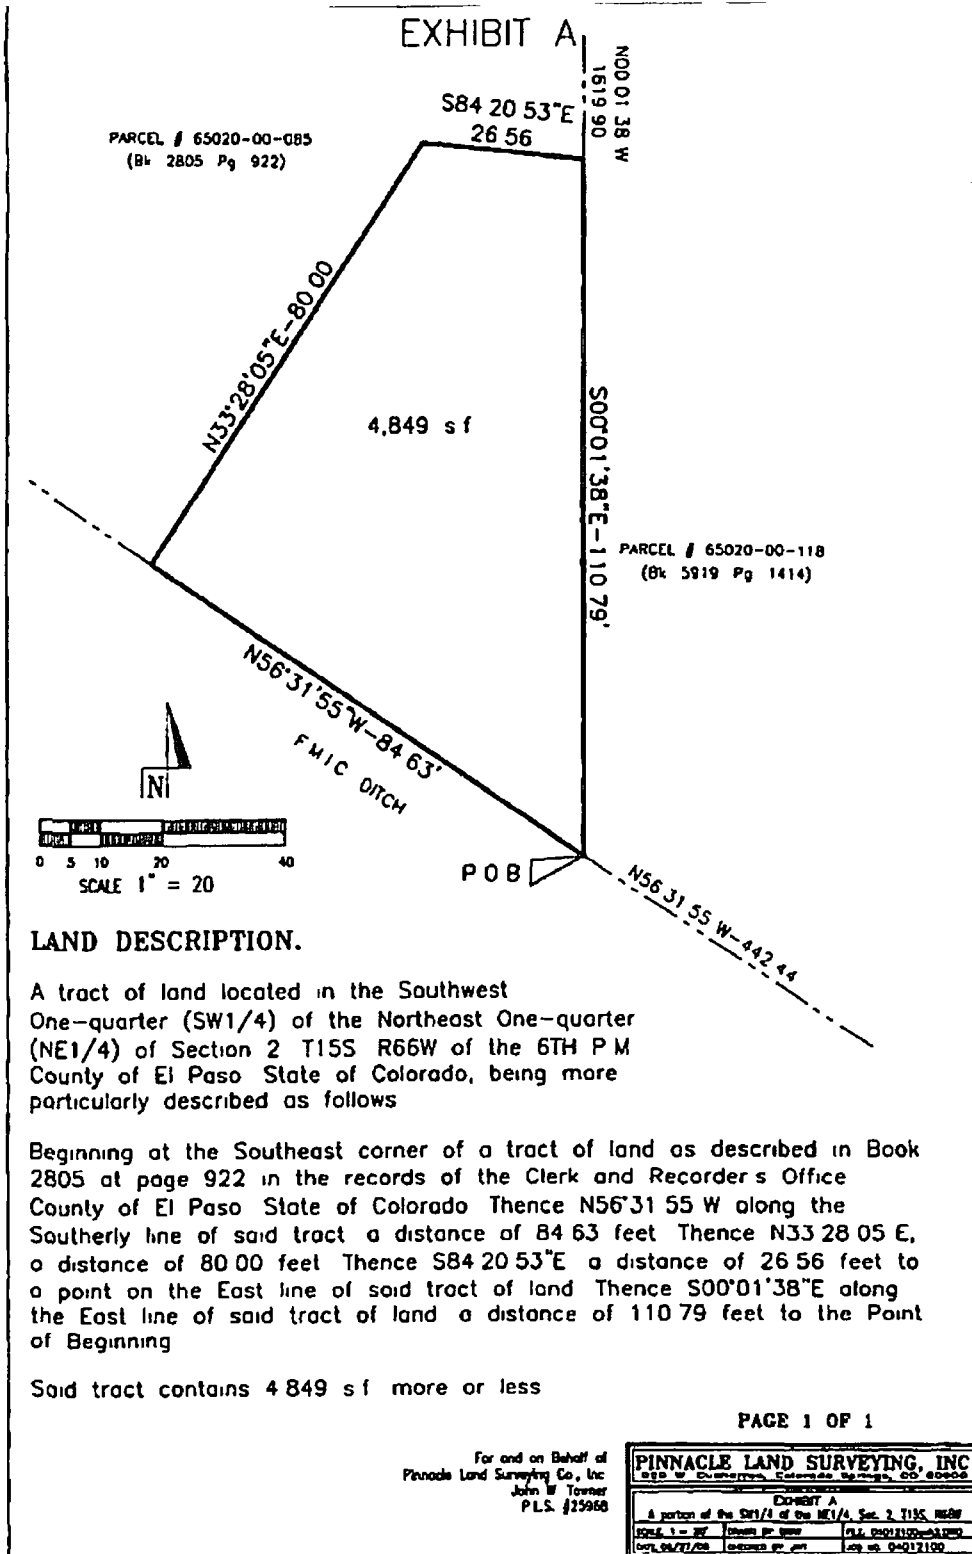 EXHIBIT A
N00 01 38 W
1619 90
S84 20 53"E
26 56
PARCEL # 65020-00-085
(Bk 2805 Pg 922)
N33°28'05"E-80 00
4,849 s f
S00°01'38"E-110 79'
PARCEL # 65020-00-118
(Bk 5919 Pg 1414)
N56°31'55"W-84 63'
F M I C DITCH
N
0 5 10 20 40
SCALE 1" = 20
P O B
N56 31 55 W-442 44
LAND DESCRIPTION.
A tract of land located in the Southwest
One-quarter (SW1/4) of the Northeast One-quarter
(NE1/4) of Section 2 T15S R66W of the 6TH P M
County of El Paso State of Colorado, being more
particularly described as follows
Beginning at the Southeast corner of a tract of land as described in Book
2805 at page 922 in the records of the Clerk and Recorder s Office
County of El Paso State of Colorado Thence N56°31 55 W along the
Southerly line of said tract a distance of 84 63 feet Thence N33 28 05 E,
a distance of 80 00 feet Thence S84 20 53"E a distance of 26 56 feet to
a point on the East line of said tract of land Thence S00°01'38"E along
the East line of said tract of land a distance of 110 79 feet to the Point
of Beginning
Said tract contains 4 849 s f more or less
PAGE 1 OF 1
For and on Behalf of
Pinnacle Land Surveying Co, Inc
John W Towner
P L S. #25968
PINNACLE LAND SURVEYING, INC
Colorado Springs, CO
EXHIBIT A
A portion of the SW1/4 of the NE1/4, Sec. 2, T15S, R66W
SCALE 1 = 20'
JOB NO. 04012100